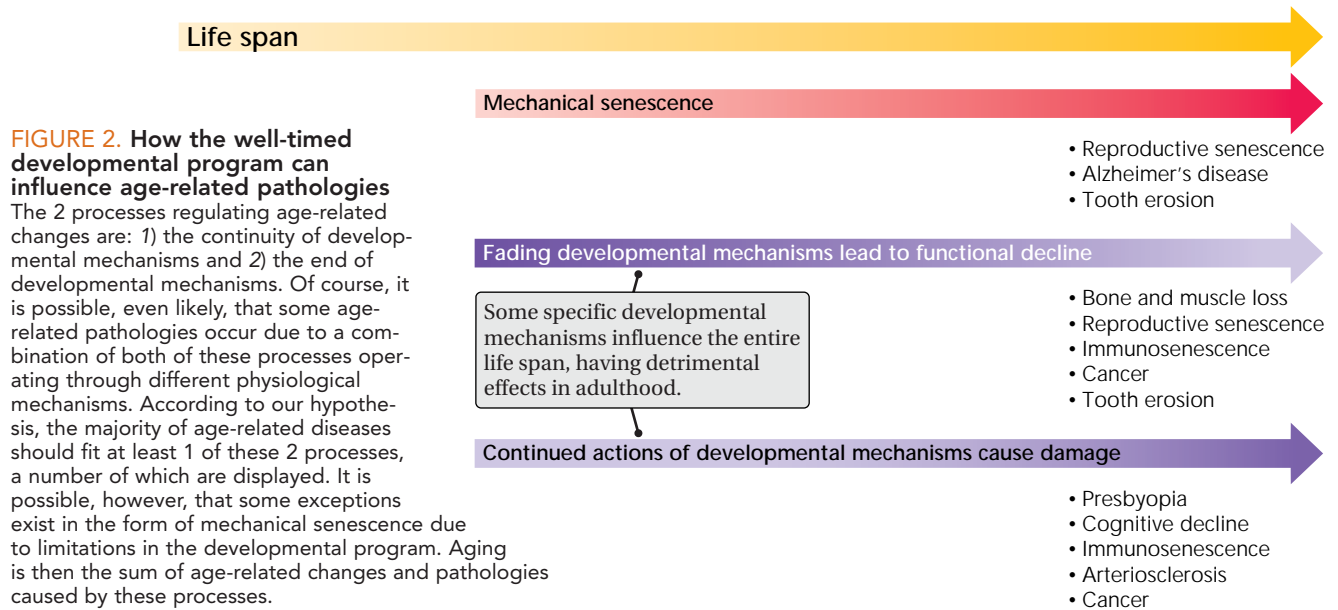 Life span
Mechanical senescence
• Reproductive senescence
• Alzheimer's disease
• Tooth erosion
FIGURE 2. How the well-timed
developmental program can
influence age-related pathologies
The 2 processes regulating age-related
changes are: 1) the continuity of develop-
mental mechanisms and 2) the end of
developmental mechanisms. Of course, it
is possible, even likely, that some age-
related pathologies occur due to a com-
bination of both of these processes oper-
ating through different physiological
mechanisms. According to our hypothe-
sis, the majority of age-related diseases
should fit at least 1 of these 2 processes,
a number of which are displayed. It is
possible, however, that some exceptions
exist in the form of mechanical senescence due
to limitations in the developmental program. Aging
is then the sum of age-related changes and pathologies
caused by these processes.
Fading developmental mechanisms lead to functional decline
• Bone and muscle loss
• Reproductive senescence
• Immunosenescence
• Cancer
• Tooth erosion
Some specific developmental
mechanisms influence the entire
life span, having detrimental
effects in adulthood.
Continued actions of developmental mechanisms cause damage
• Presbyopia
• Cognitive decline
• Immunosenescence
• Arteriosclerosis
• Cancer